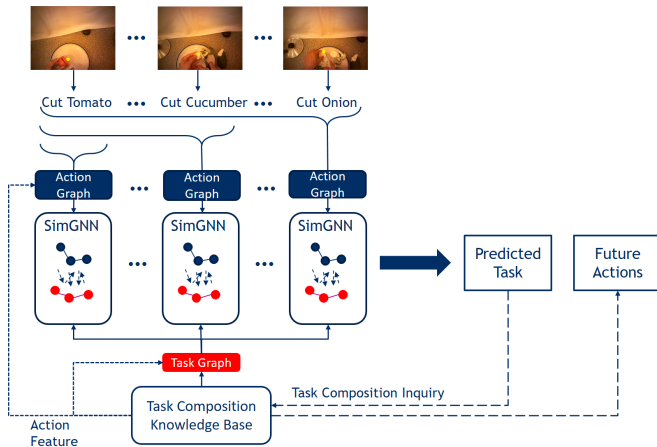 Cut Tomato ••• Cut Cucumber ••• Cut Onion
Action
Graph
Action
Graph
Action
Graph
SimGNN
SimGNN
SimGNN
Predicted
Task
Future
Actions
Task Graph
Task Composition Inquiry
Task Composition
Knowledge Base
Action
Feature